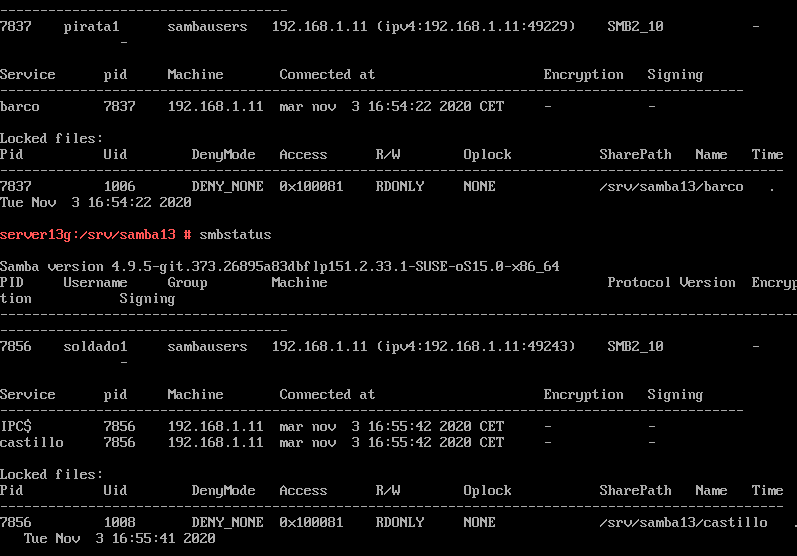 ------------------------------------
7837    pirata1      sambausers   192.168.1.11 (ipv4:192.168.1.11:49229)    SMB2_10           -
               -
Service      pid     Machine       Connected at                     Encryption   Signing
---------------------------------------------------------------------------------------------
barco        7837    192.168.1.11  mar nov  3 16:54:22 2020 CET     -            -
Locked files:
Pid          Uid        DenyMode   Access      R/W        Oplock           SharePath   Name   Time
--------------------------------------------------------------------------------------------------
7837         1006       DENY_NONE  0x100081    RDONLY     NONE             /srv/samba13/barco   .
Tue Nov  3 16:54:22 2020
server13g:/srv/samba13 # smbstatus
Samba version 4.9.5-git.373.26895a83dbflp151.2.33.1-SUSE-oS15.0-x86_64
PID     Username     Group        Machine                                   Protocol Version  Encryp
tion           Signing
----------------------------------------------------------------------------------------------------
------------------------------------
7856    soldado1     sambausers   192.168.1.11 (ipv4:192.168.1.11:49243)    SMB2_10           -
               -
Service      pid     Machine       Connected at                     Encryption   Signing
---------------------------------------------------------------------------------------------
IPC$         7856    192.168.1.11  mar nov  3 16:55:42 2020 CET     -            -
castillo     7856    192.168.1.11  mar nov  3 16:55:42 2020 CET     -            -
Locked files:
Pid          Uid        DenyMode   Access      R/W        Oplock           SharePath   Name   Time
--------------------------------------------------------------------------------------------------
7856         1008       DENY_NONE  0x100081    RDONLY     NONE             /srv/samba13/castillo   .
   Tue Nov  3 16:55:41 2020